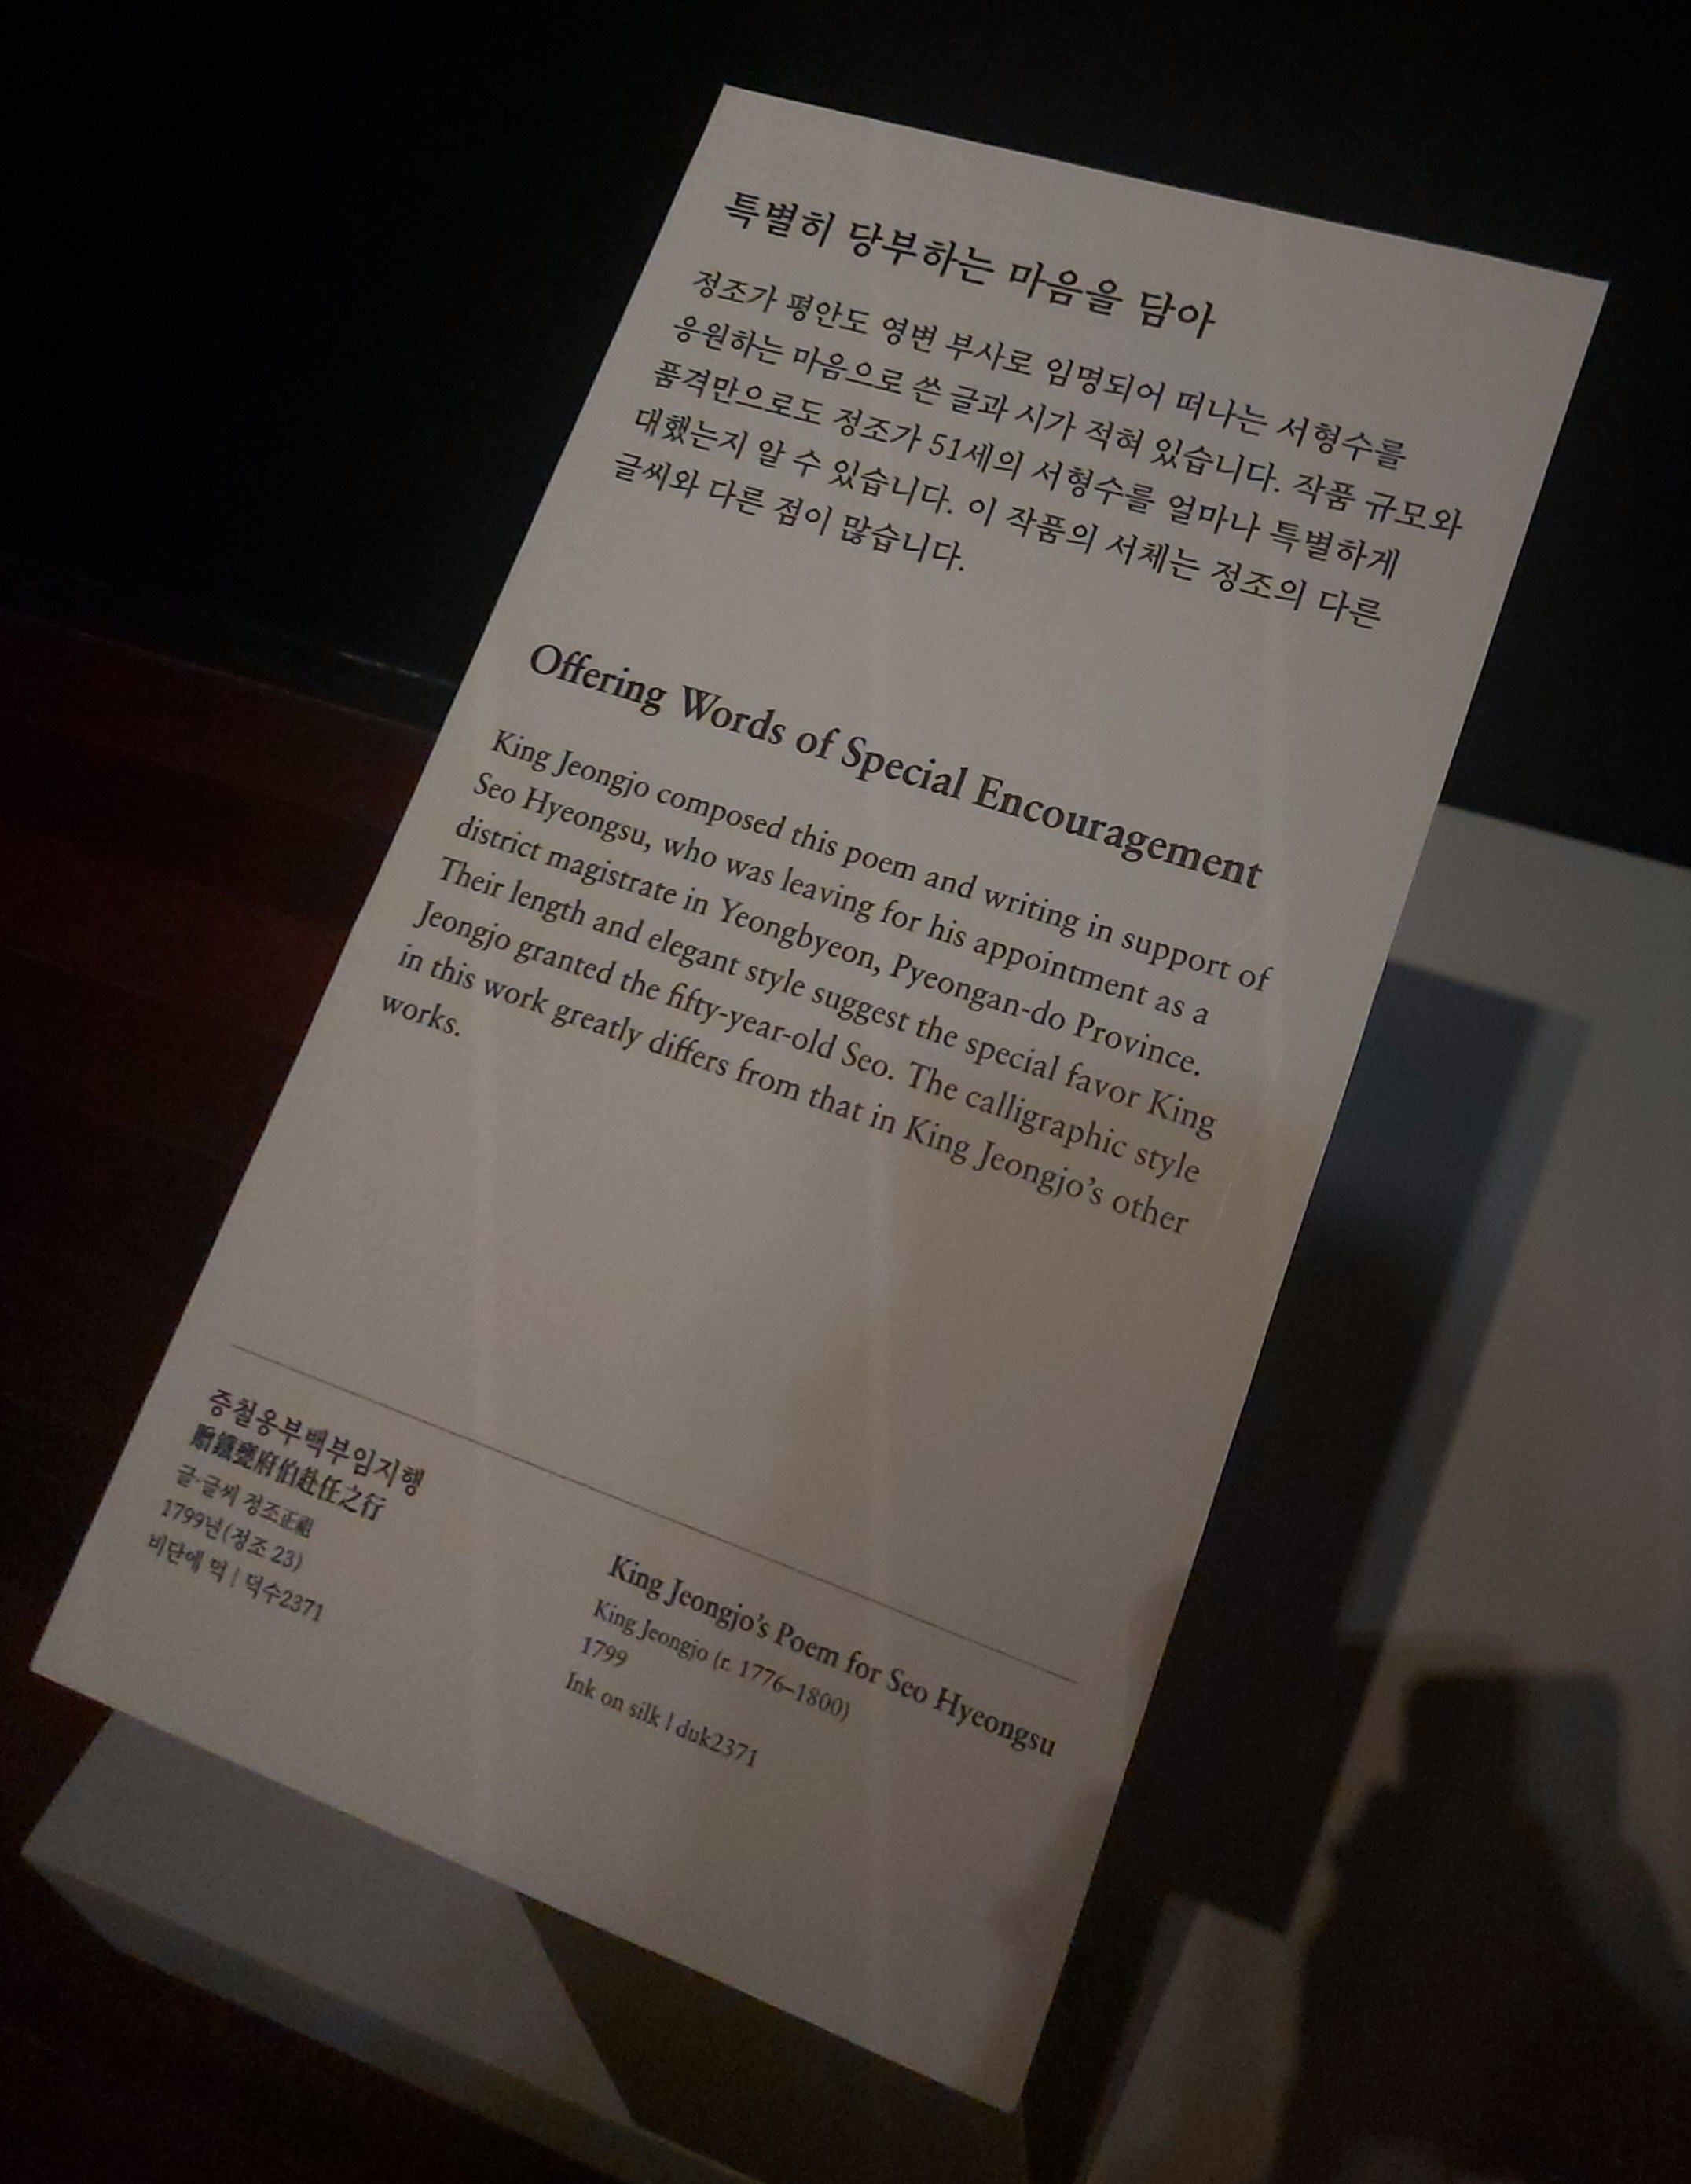 특별히 당부하는 마음을 담아
정조가 평안도 영변 부사로 임명되어 떠나는 서형수를
응원하는 마음으로 쓴 글과 시가 적혀 있습니다. 작품 규모와
품격만으로도 정조가 51세의 서형수를 얼마나 특별하게
대했는지 알 수 있습니다. 이 작품의 서체는 정조의 다른
글씨와 다른 점이 많습니다.
Offering Words of Special Encouragement
King Jeongjo composed this poem and writing in support of
Seo Hyeongsu, who was leaving for his appointment as a
district magistrate in Yeongbyeon, Pyeongan-do Province.
Their length and elegant style suggest the special favor King
Jeongjo granted the fifty-year-old Seo. The calligraphic style
in this work greatly differs from that in King Jeongjo's other
works.
증철옹부백부임지행
贈鐵甕府伯赴任之行
글·글씨 정조正祖
1799년(정조 23)
비단에 먹 | 덕수2371
King Jeongjo's Poem for Seo Hyeongsu
King Jeongjo (r. 1776–1800)
1799
Ink on silk | duk2371